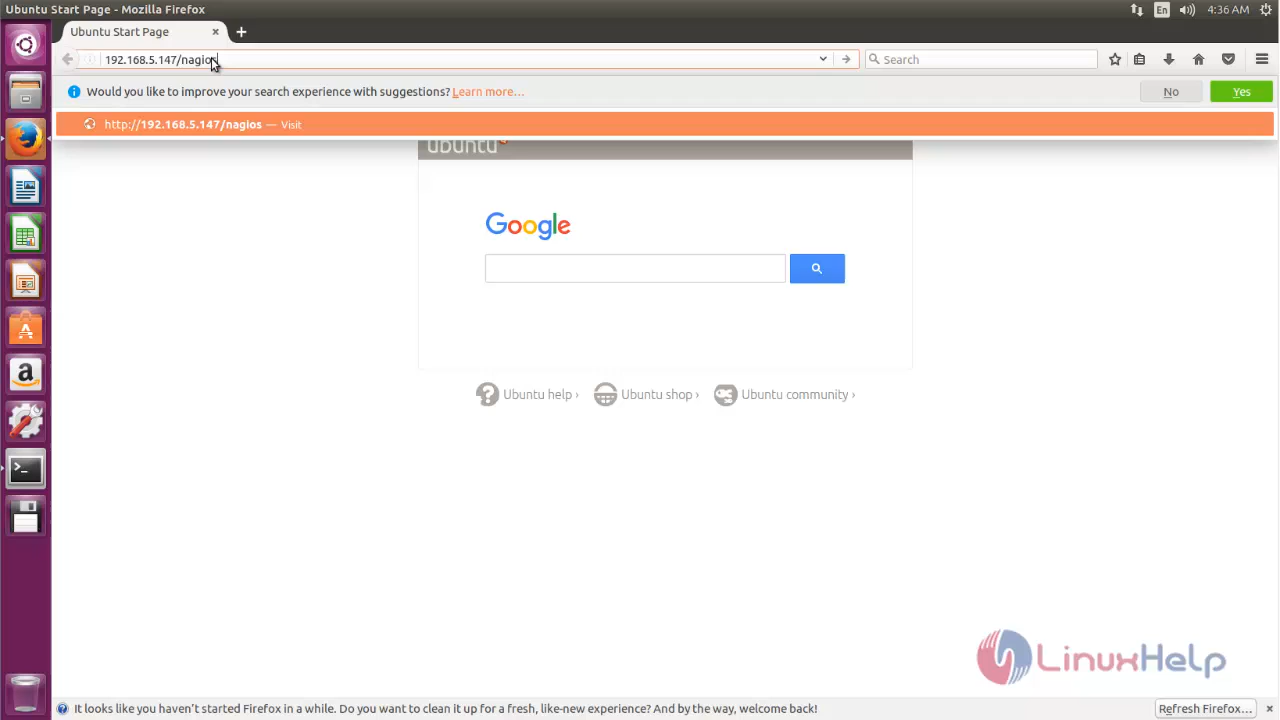 Ubuntu Start Page - Mozilla Firefox
En
4:36 AM
Ubuntu Start Page
192.168.5.147/nagios
Search
Would you like to improve your search experience with suggestions? Learn more...
No
Yes
http://192.168.5.147/nagios — Visit
ubuntu
Google
Ubuntu help ›
Ubuntu shop ›
Ubuntu community ›
LinuxHelp
It looks like you haven't started Firefox in a while. Do you want to clean it up for a fresh, like-new experience? And by the way, welcome back!
Refresh Firefox...